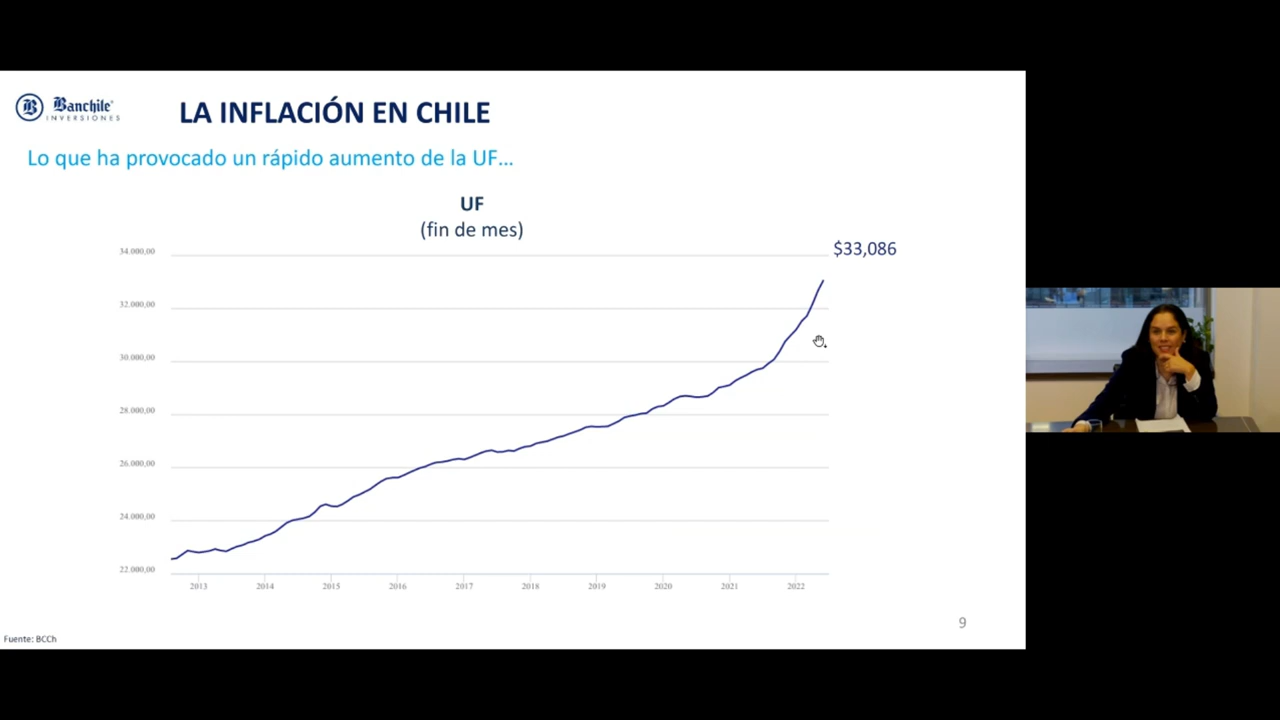 Banchile
INVERSIONES
LA INFLACIÓN EN CHILE
Lo que ha provocado un rápido aumento de la UF...
UF
(fin de mes)
$33,086
34.000,00
32.000,00
30.000,00
28.000,00
26.000,00
24.000,00
22.000,00
2013 2014 2015 2016 2017 2018 2019 2020 2021 2022
9
Fuente: BCCh